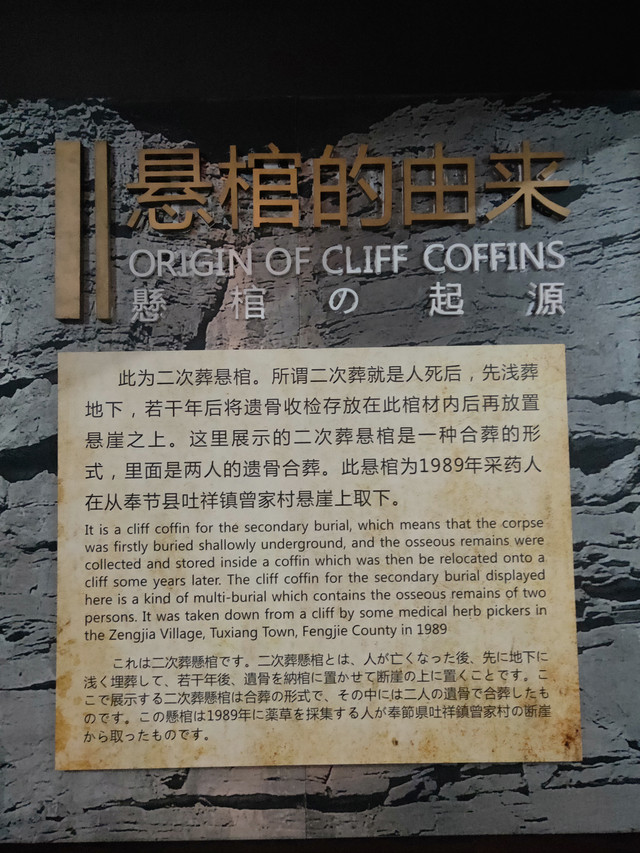 悬棺的由来
ORIGIN OF CLIFF COFFINS
懸棺の起源
此为二次葬悬棺。所谓二次葬就是人死后，先浅葬
地下，若干年后将遗骨收检存放在此棺材内后再放置
悬崖之上。这里展示的二次葬悬棺是一种合葬的形
式，里面是两人的遗骨合葬。此悬棺为1989年采药人
在从奉节县吐祥镇曾家村悬崖上取下。
It is a cliff coffin for the secondary burial, which means that the corpse
was firstly buried shallowly underground, and the osseous remains were
collected and stored inside a coffin which was then be relocated onto a
cliff some years later. The cliff coffin for the secondary burial displayed
here is a kind of multi-burial which contains the osseous remains of two
persons. It was taken down from a cliff by some medical herb pickers in
the Zengjia Village, Tuxiang Town, Fengjie County in 1989
これは二次葬懸棺です。二次葬懸棺とは、人が亡くなった後、先に地下に
浅く埋葬して、若干年後、遺骨を納棺に置かせて断崖の上に置くことです。こ
こで展示する二次葬懸棺は合葬の形式で、その中には二人の遺骨で合葬したも
のです。この懸棺は1989年に薬草を採集する人が奉節県吐祥鎮曾家村の断崖
から取ったものです。